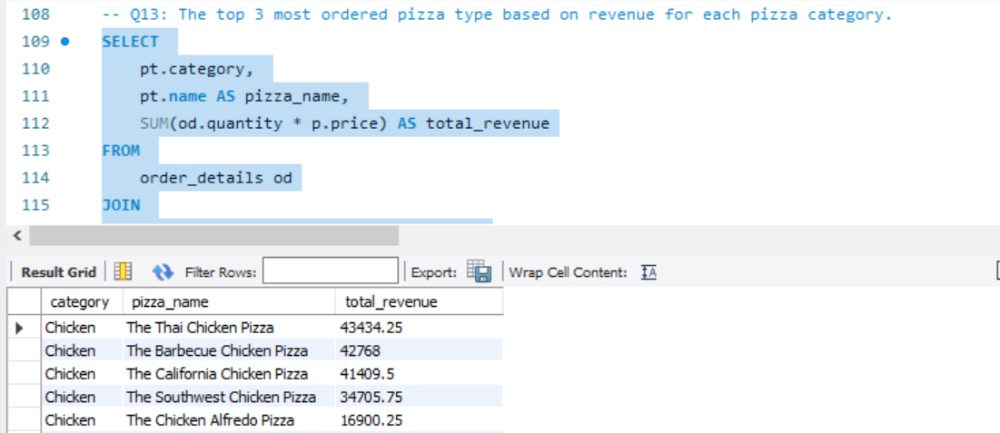 108 -- Q13: The top 3 most ordered pizza type based on revenue for each pizza category.
109 SELECT
110 pt.category,
111 pt.name AS pizza_name,
112 SUM(od.quantity * p.price) AS total_revenue
113 FROM
114 order_details od
115 JOIN
Result Grid Filter Rows: Export: Wrap Cell Content: IA
category pizza_name total_revenue
Chicken The Thai Chicken Pizza 43434.25
Chicken The Barbecue Chicken Pizza 42768
Chicken The California Chicken Pizza 41409.5
Chicken The Southwest Chicken Pizza 34705.75
Chicken The Chicken Alfredo Pizza 16900.25